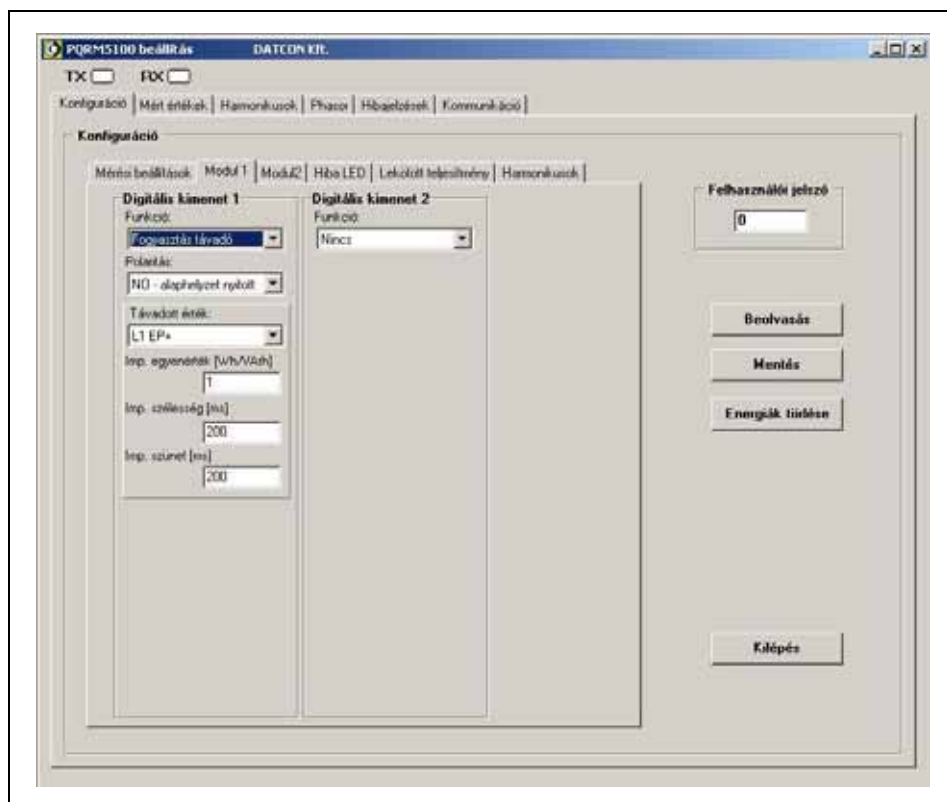 PQRM5100 beállítás DATCON Kft.
TX RX
Konfiguráció Mért értékek Harmonikusok Phasor Hibajelzések Kommunikáció
Konfiguráció
Mérési beállítások Modul 1 Modul2 Hiba LED Lekötött teljesítmény Harmonikusok
Digitális kimenet 1
Funkció:
Fogyasztás távadó
Polaritás:
NO - alaphelyzet nyitott
Távadott érték:
L1 EP+
Imp. egyenérték [Wh/VArh]
1
Imp. szélesség [ms]
200
Imp. szünet [ms]
200
Digitális kimenet 2
Funkció:
Nincs
Felhasználói jelszó
0
Beolvasás
Mentés
Energiák törlése
Kilépés